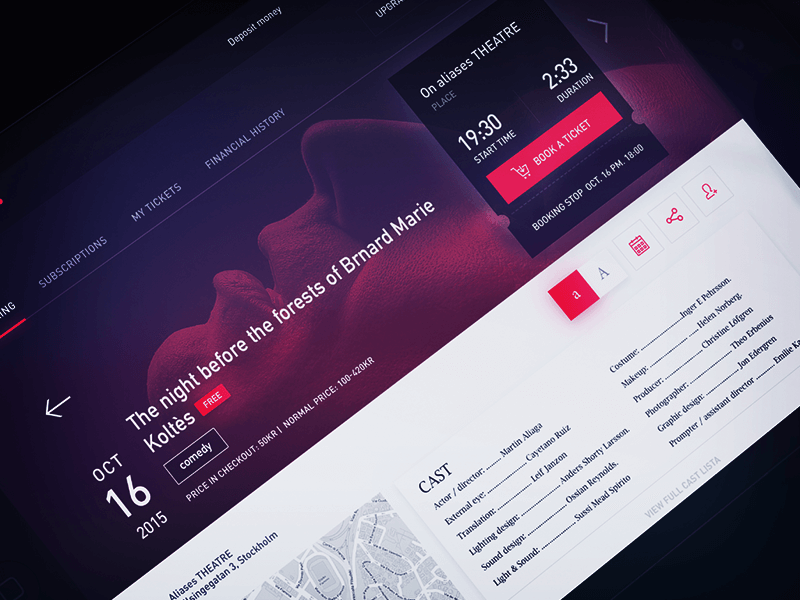 Deposit money
SUBSCRIPTIONS
MY TICKETS
FINANCIAL HISTORY
On aliases THEATRE
PLACE
19:30
START TIME
2:33
DURATION
BOOK A TICKET
BOOKING STOP OCT. 16 PM. 18:00
The night before the forests of Brnard Marie
Koltès FREE
comedy
PRICE IN CHECKOUT: 50KR | NORMAL PRICE: 100-420KR
OCT
16
2015
a A
Aliases THEATRE
gatan 3, Stockholm
CAST
Actor / director: ........ Martin Aliaga
External eye: ................ Cayetano Ruiz
Translation: ................ Leif Janzon
Lighting design: ................ Anders Shorty Larsson.
Sound design: ................ Ossian Reynolds.
Light & Sound: ................ Sussi Mead Spirito
Costume: ................ Inger E Pehrsson.
Makeup: ................ Helen Norberg.
Producer: ................ Christine Löfgren
Photographer: ................ Theo Erbenius
Graphic design: ................ Jon Edergren
Prompter / assistant director ........ Emilie
VIEW FULL CAST LISTA